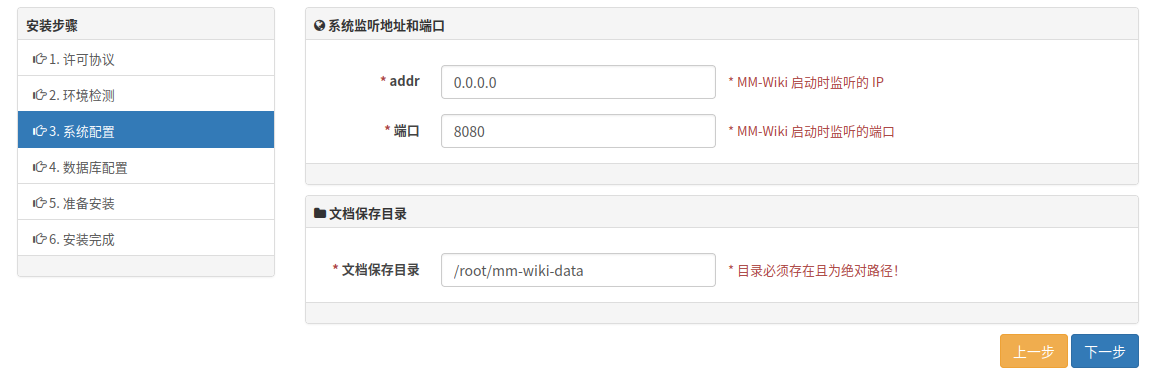 安装步骤
1. 许可协议
2. 环境检测
3. 系统配置
4. 数据库配置
5. 准备安装
6. 安装完成
系统监听地址和端口
* addr 0.0.0.0 * MM-Wiki 启动时监听的 IP
* 端口 8080 * MM-Wiki 启动时监听的端口
文档保存目录
* 文档保存目录 /root/mm-wiki-data * 目录必须存在且为绝对路径!
上一步 下一步